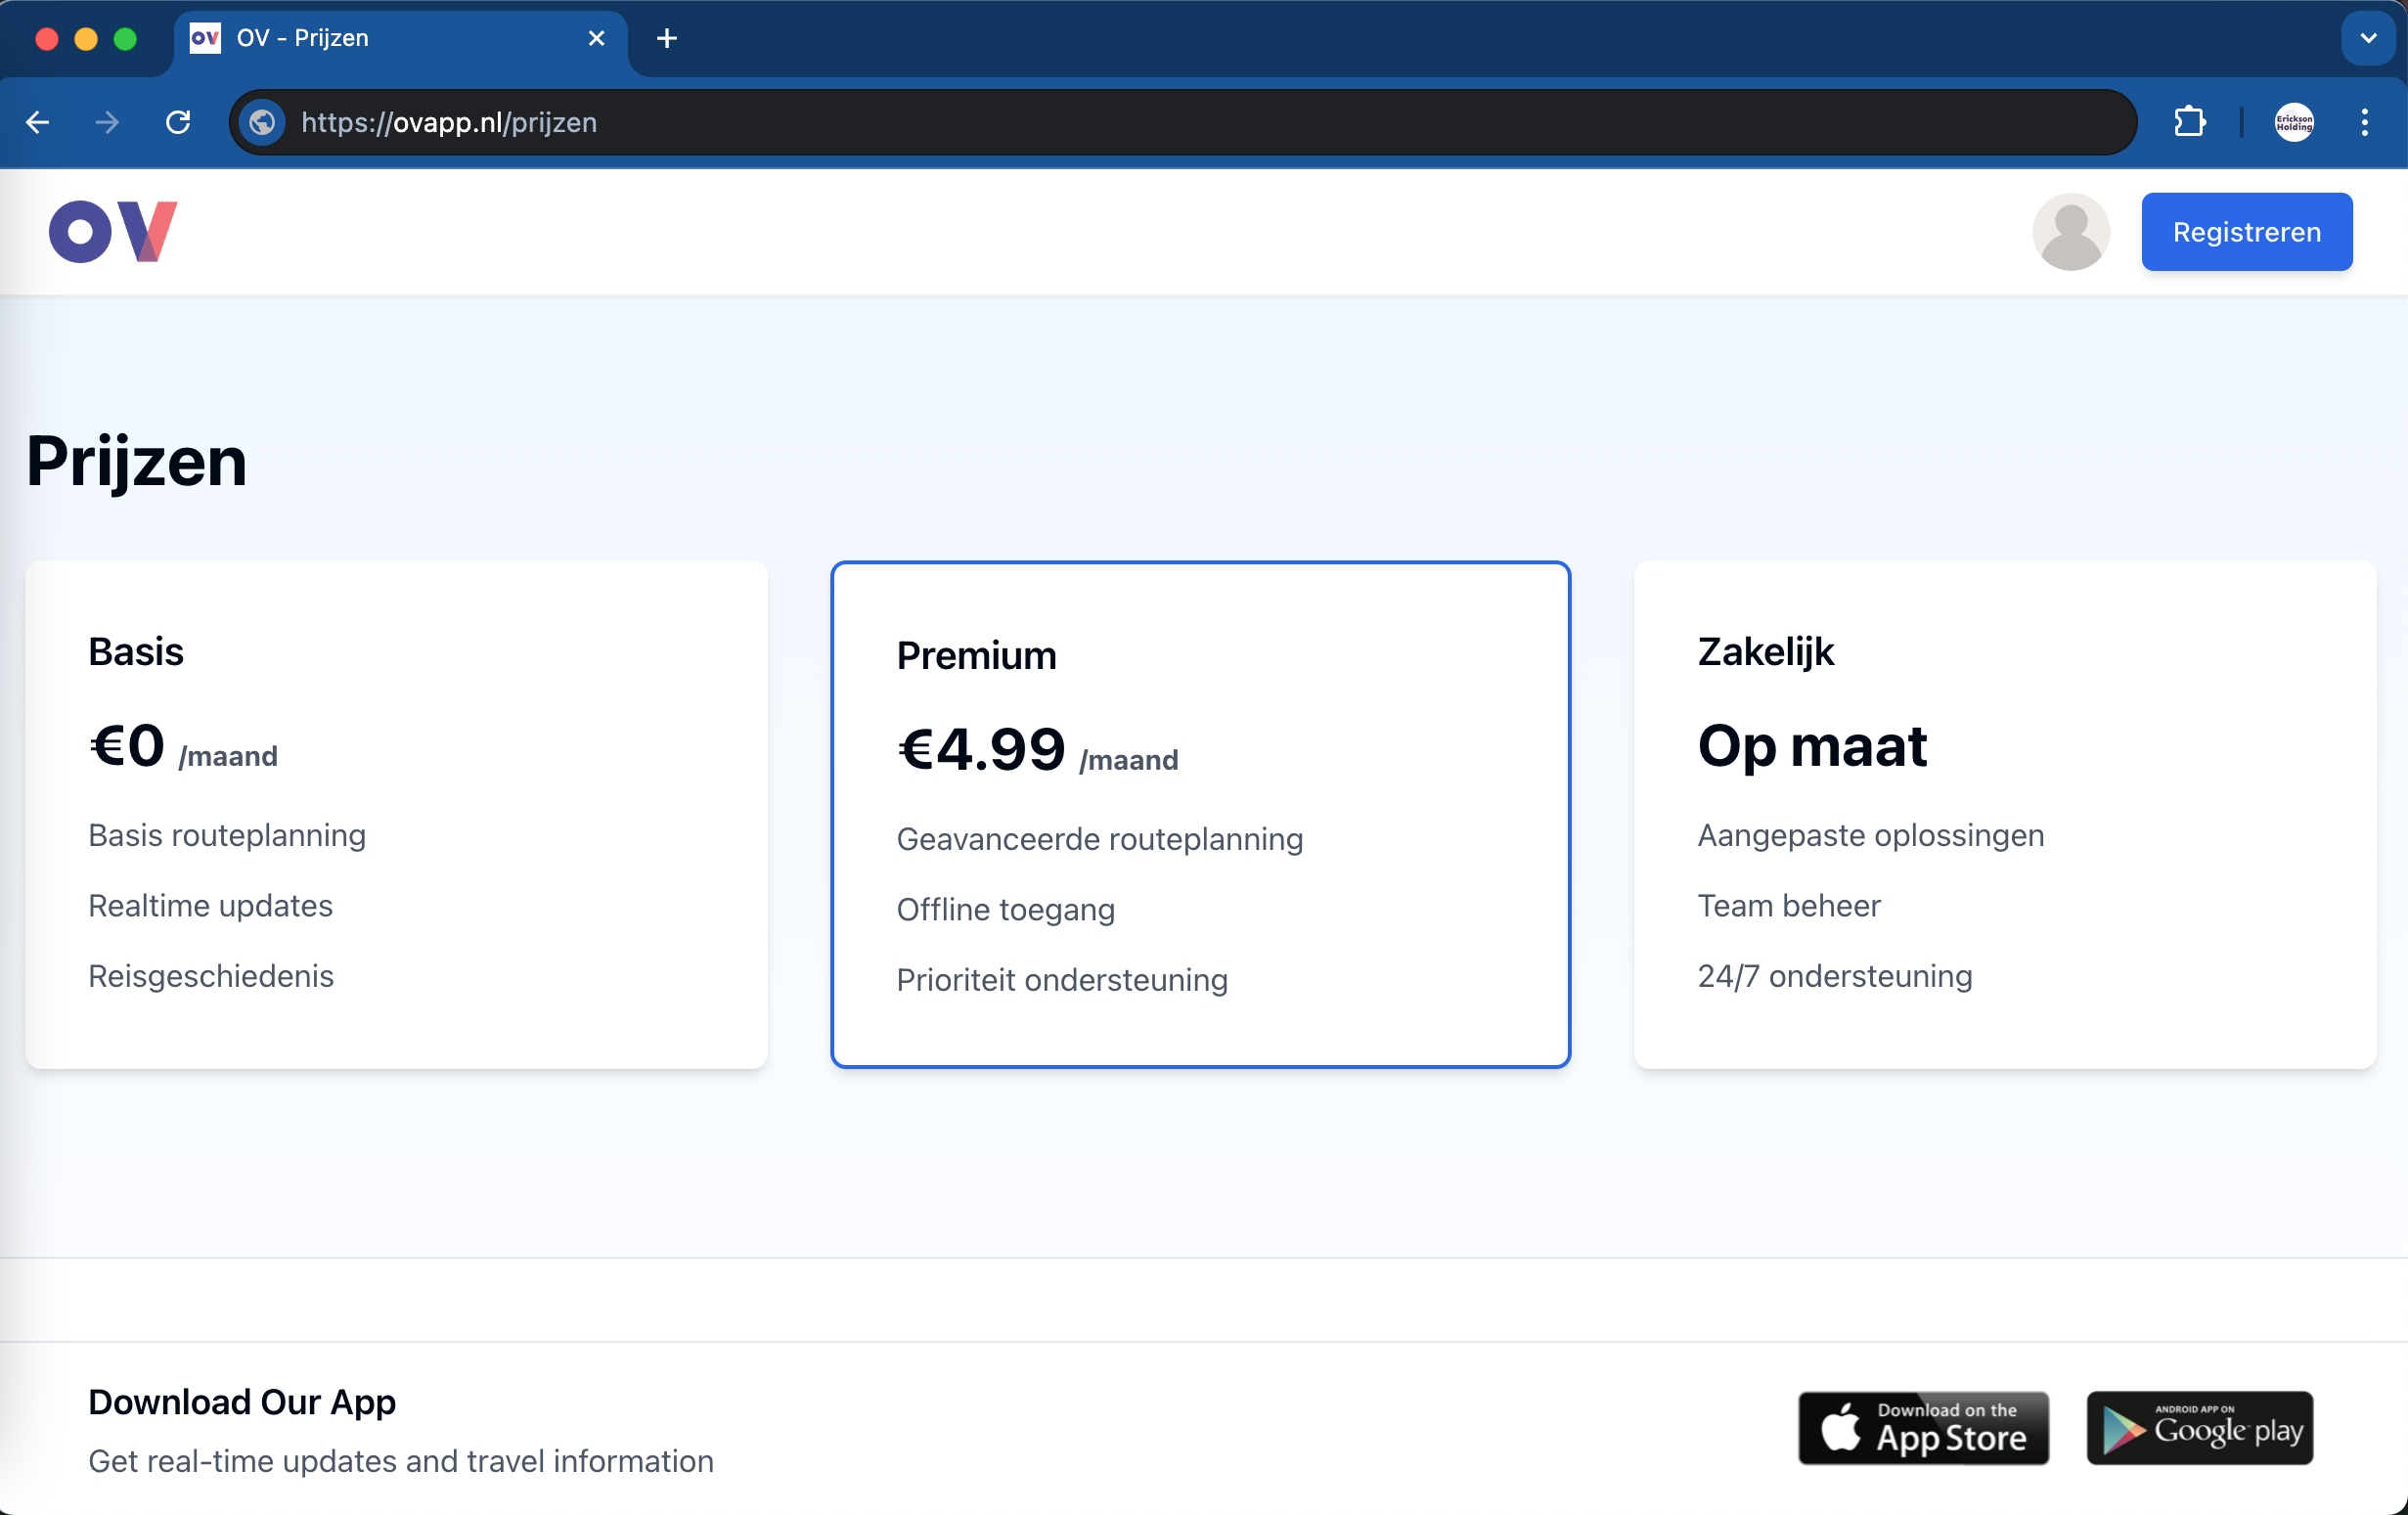 OV - Prijzen
https://ovapp.nl/prijzen
Erickson
Holding
OV
Registreren
Prijzen
Basis
€0 /maand
Basis routeplanning
Realtime updates
Reisgeschiedenis
Premium
€4.99 /maand
Geavanceerde routeplanning
Offline toegang
Prioriteit ondersteuning
Zakelijk
Op maat
Aangepaste oplossingen
Team beheer
24/7 ondersteuning
Download Our App
Get real-time updates and travel information
Download on the
App Store
ANDROID APP ON
Google play